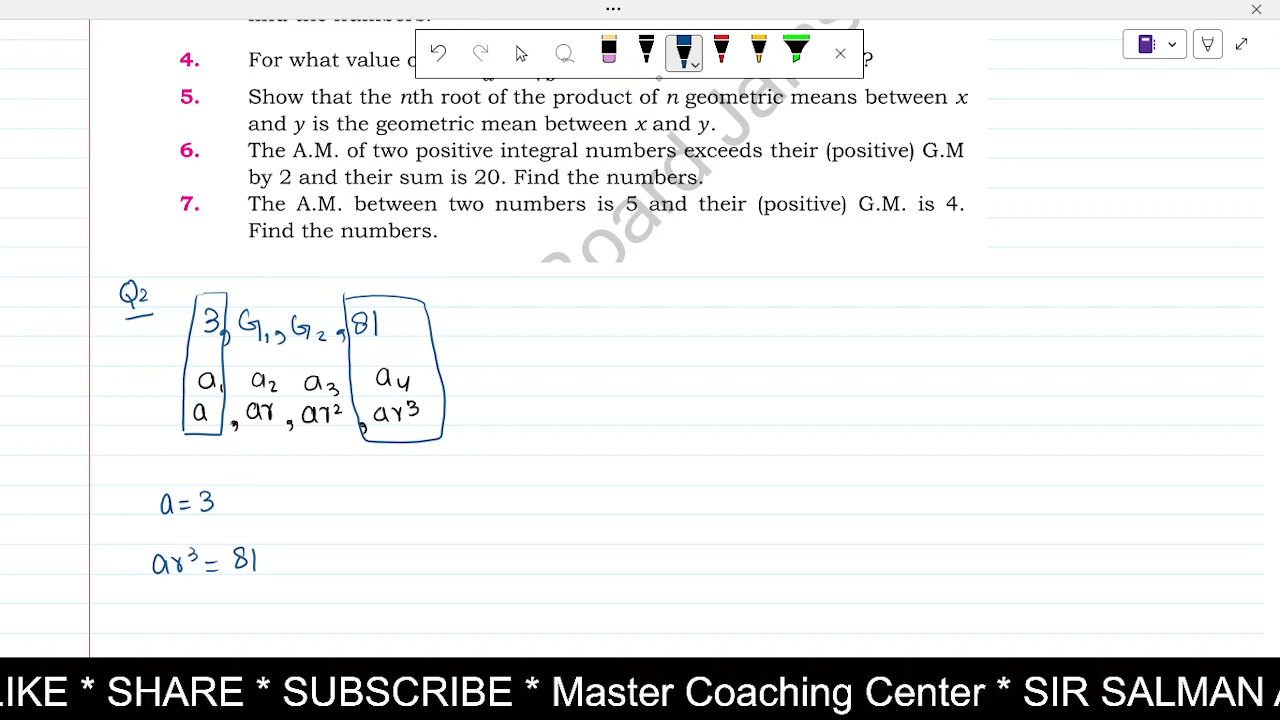 4. For what value o ?
5. Show that the nth root of the product of n geometric means between x
and y is the geometric mean between x and y.
6. The A.M. of two positive integral numbers exceeds their (positive) G.M
by 2 and their sum is 20. Find the numbers.
7. The A.M. between two numbers is 5 and their (positive) G.M. is 4.
Find the numbers.
Board Jam
Q2
3, G₁, G₂, 81
a₁ a₂ a₃ a₄
a, ar, ar², ar³
a = 3
ar³ = 81
LIKE * SHARE * SUBSCRIBE * Master Coaching Center * SIR SALMAN A